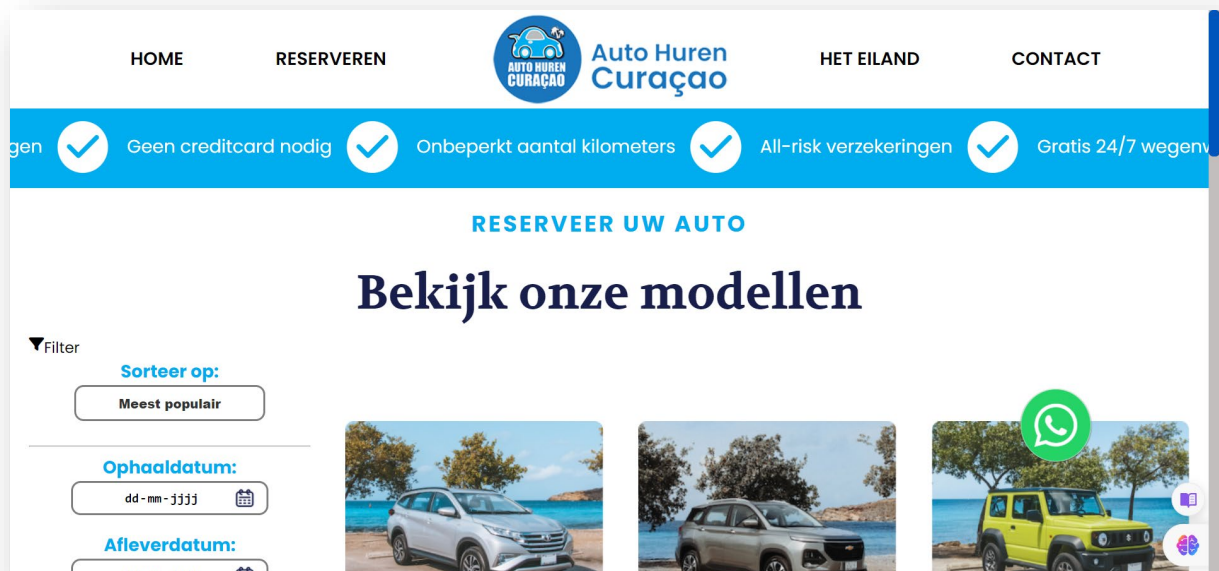 HOME
RESERVEREN
AUTO HUREN
CURAÇAO
Auto Huren
Curaçao
HET EILAND
CONTACT
gen
Geen creditcard nodig
Onbeperkt aantal kilometers
All-risk verzekeringen
Gratis 24/7 wegenw
RESERVEER UW AUTO
Bekijk onze modellen
Filter
Sorteer op:
Meest populair
Ophaaldatum:
dd-mm-jjjj
Afleverdatum: